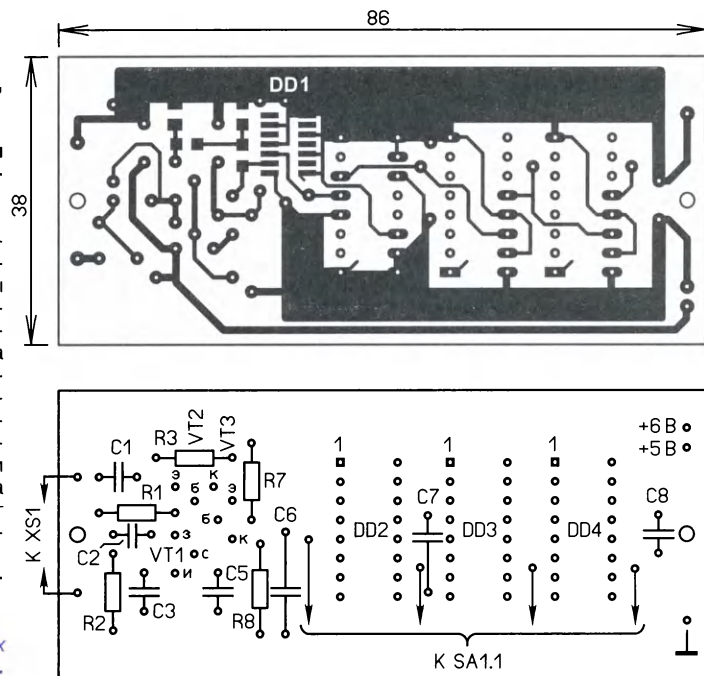 86
38
DD1
R3
VT2
VT3
C1
э
к
+6 В
+5 В
1
1
1
R1
б
э
R7
К XS1
б
C6
C7
C8
DD2
DD3
DD4
з
C2
VT1
с
к
и
R2
C3
C5
R8
К SA1.1